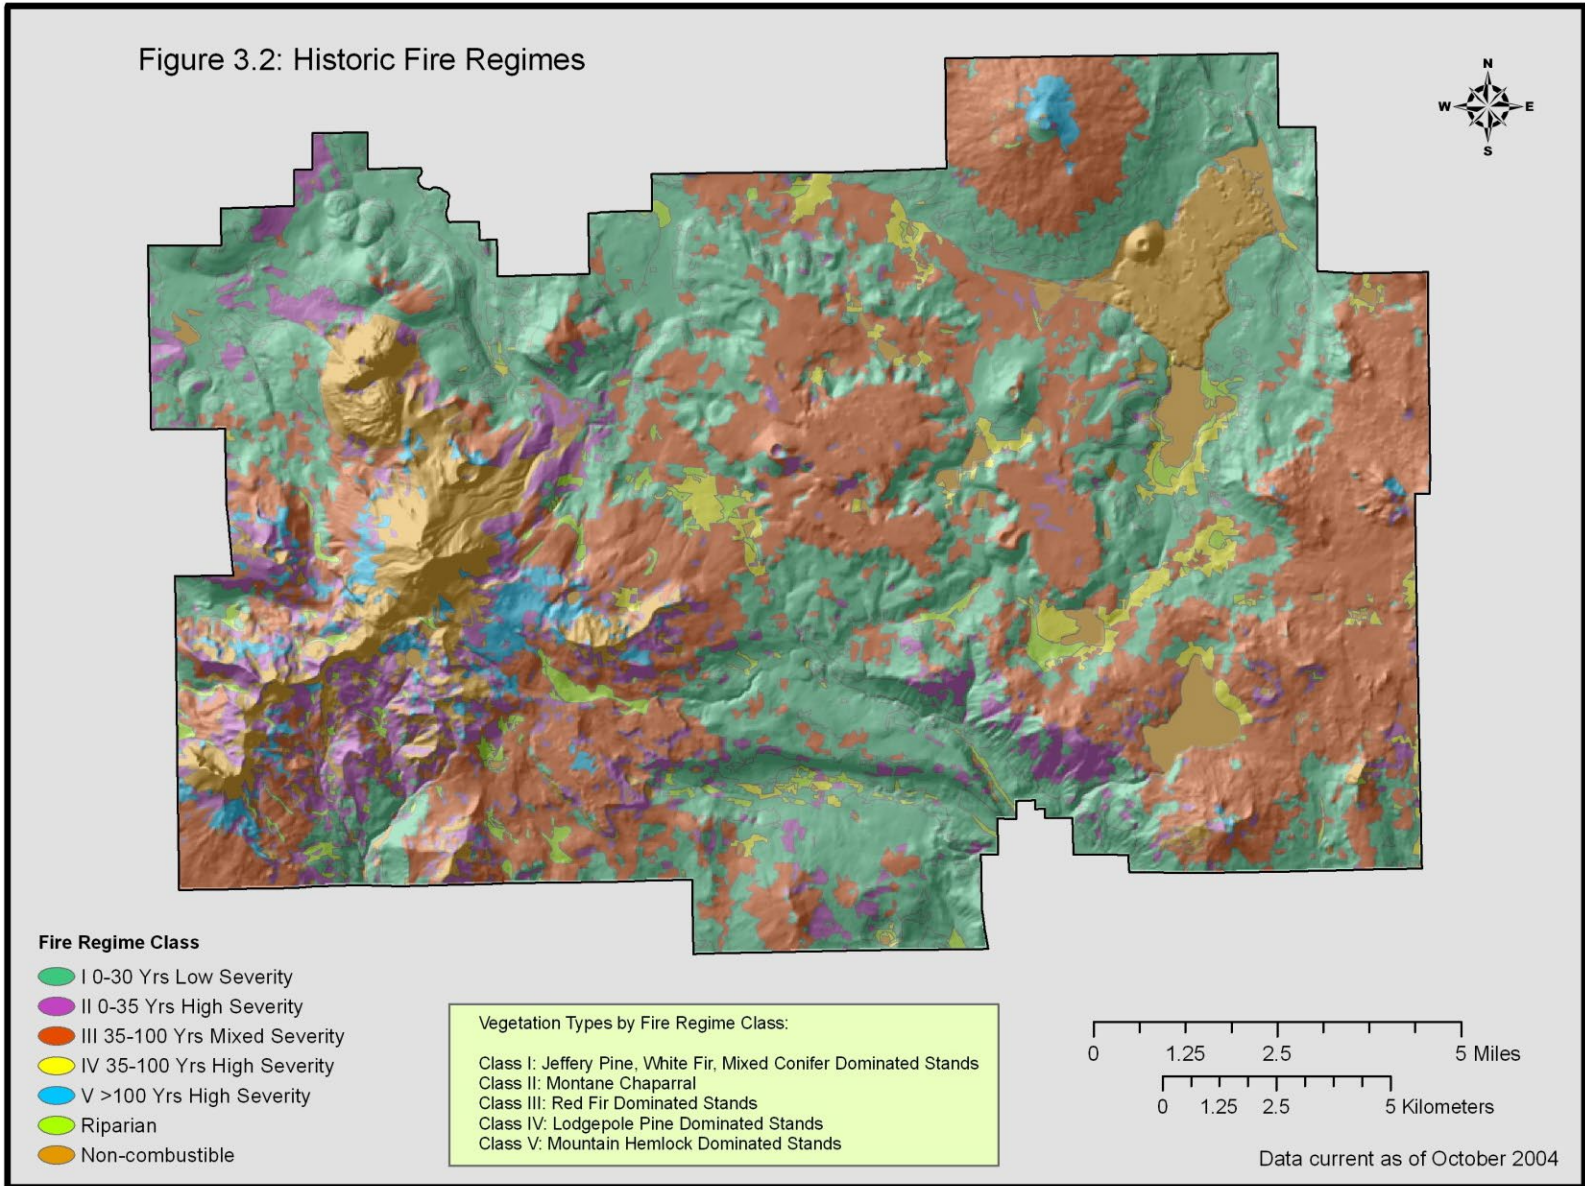 Figure 3.2: Historic Fire Regimes
N
W
E
S
Fire Regime Class
I 0-30 Yrs Low Severity
II 0-35 Yrs High Severity
III 35-100 Yrs Mixed Severity
IV 35-100 Yrs High Severity
V >100 Yrs High Severity
Riparian
Non-combustible
Vegetation Types by Fire Regime Class:
Class I: Jeffery Pine, White Fir, Mixed Conifer Dominated Stands
Class II: Montane Chaparral
Class III: Red Fir Dominated Stands
Class IV: Lodgepole Pine Dominated Stands
Class V: Mountain Hemlock Dominated Stands
0 1.25 2.5 5 Miles
0 1.25 2.5 5 Kilometers
Data current as of October 2004